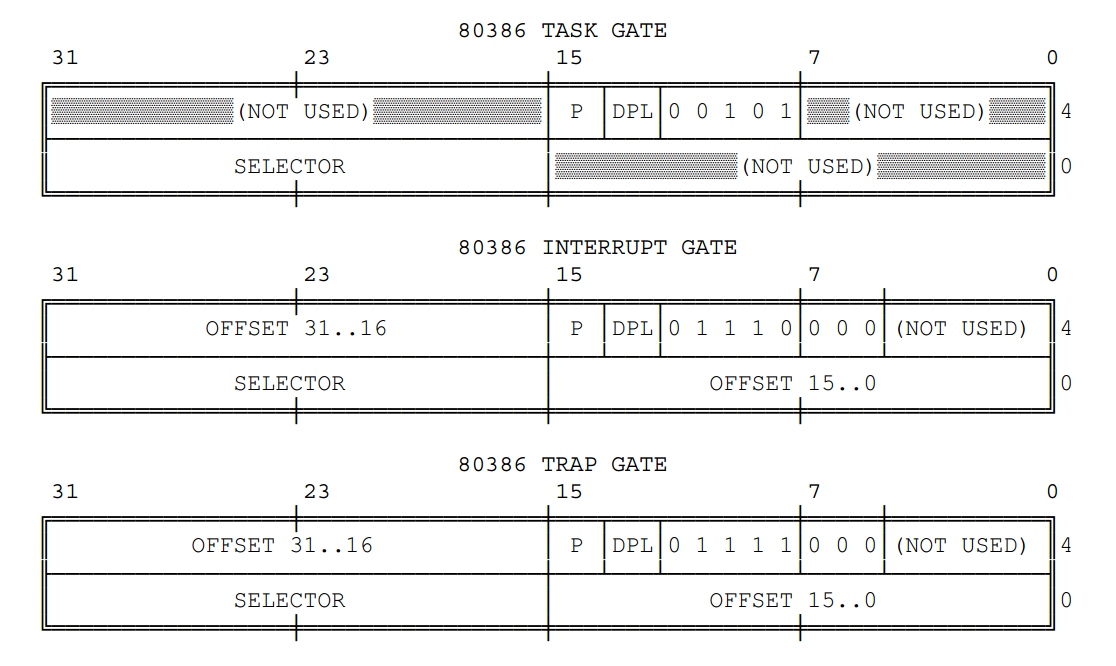 80386 TASK GATE
31 23 15 7 0
(NOT USED) P DPL 0 0 1 0 1 (NOT USED) 4
SELECTOR (NOT USED) 0
80386 INTERRUPT GATE
31 23 15 7 0
OFFSET 31..16 P DPL 0 1 1 1 0 0 0 0 (NOT USED) 4
SELECTOR OFFSET 15..0 0
80386 TRAP GATE
31 23 15 7 0
OFFSET 31..16 P DPL 0 1 1 1 1 0 0 0 (NOT USED) 4
SELECTOR OFFSET 15..0 0